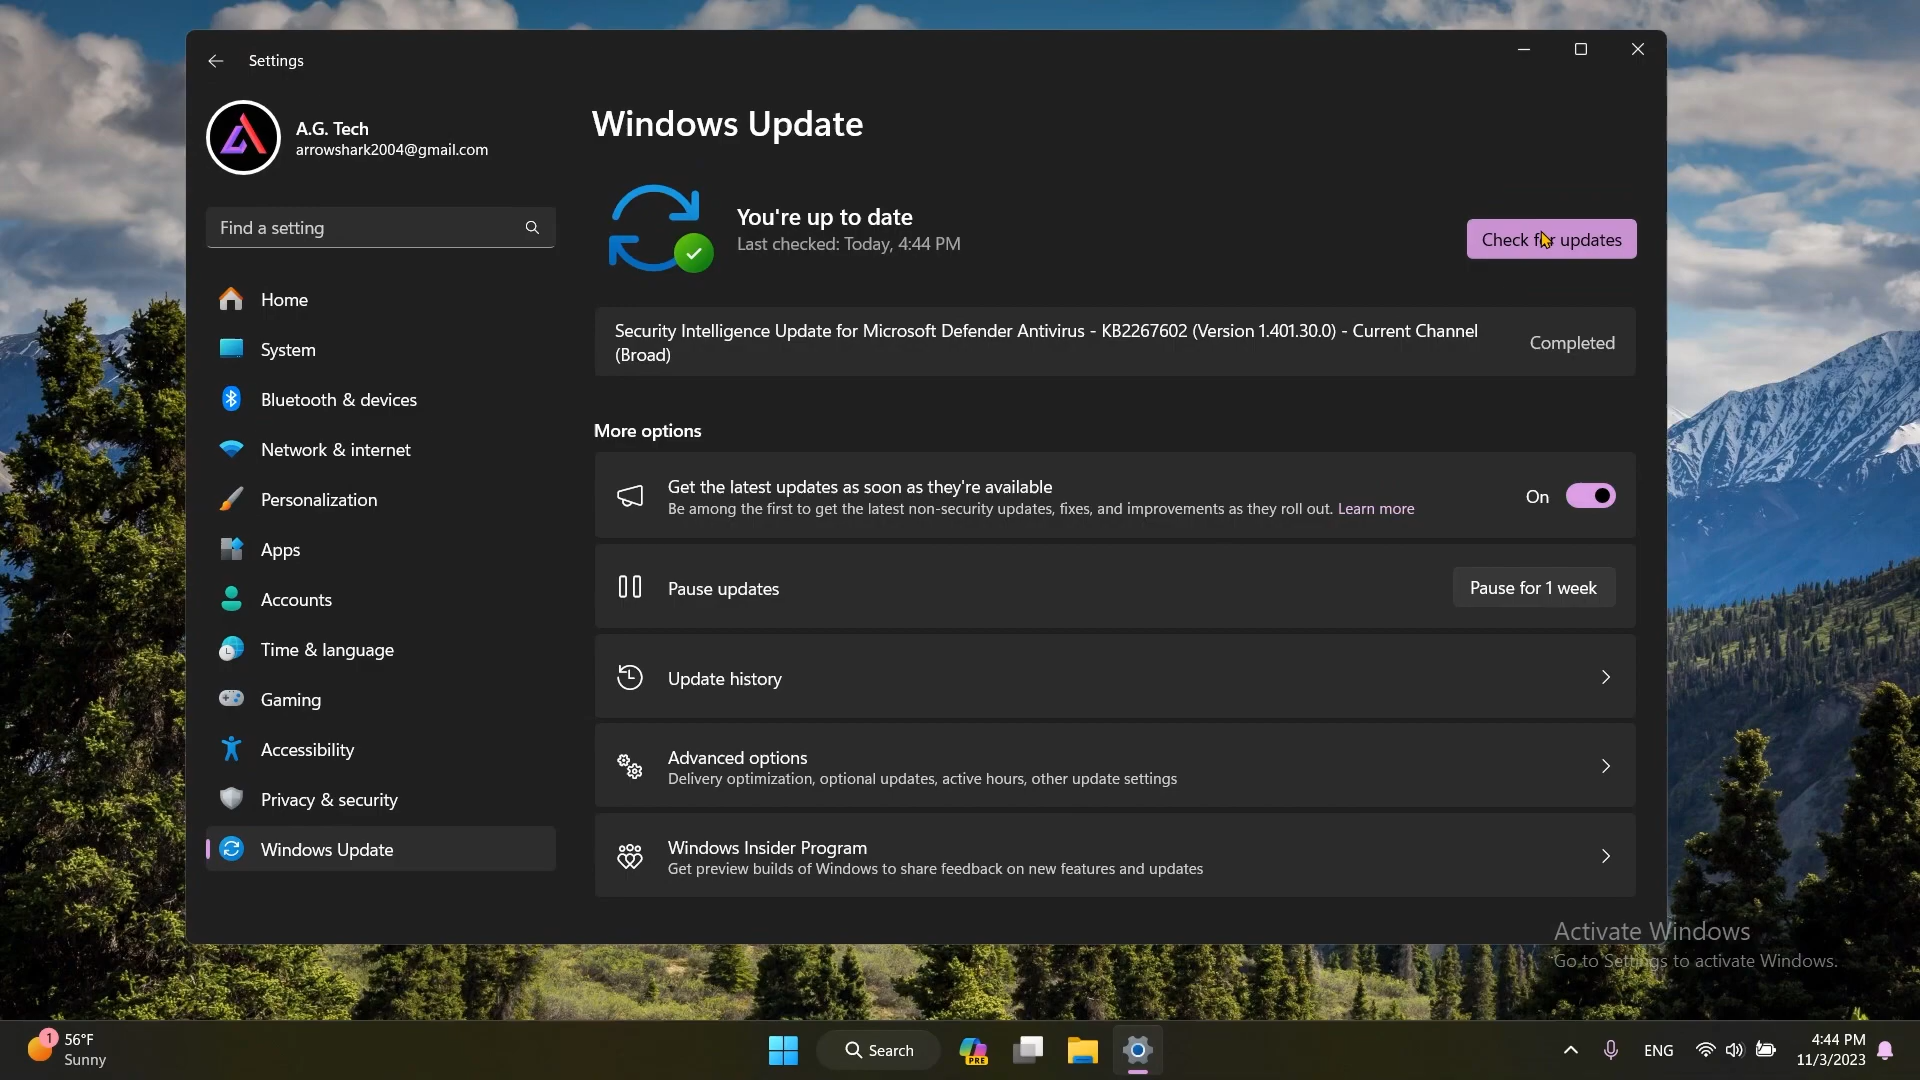 Settings
A.G. Tech
arrowshark2004@gmail.com
Find a setting
Home
System
Bluetooth & devices
Network & internet
Personalization
Apps
Accounts
Time & language
Gaming
Accessibility
Privacy & security
Windows Update
Windows Update
You're up to date
Last checked: Today, 4:44 PM
Check for updates
Security Intelligence Update for Microsoft Defender Antivirus - KB2267602 (Version 1.401.30.0) - Current Channel
(Broad)
Completed
More options
Get the latest updates as soon as they're available
Be among the first to get the latest non-security updates, fixes, and improvements as they roll out. Learn more
On
Pause updates
Pause for 1 week
Update history
Advanced options
Delivery optimization, optional updates, active hours, other update settings
Windows Insider Program
Get preview builds of Windows to share feedback on new features and updates
Activate Windows
Go to Settings to activate Windows.
1
56°F
Sunny
Search
PRE
ENG
4:44 PM
11/3/2023